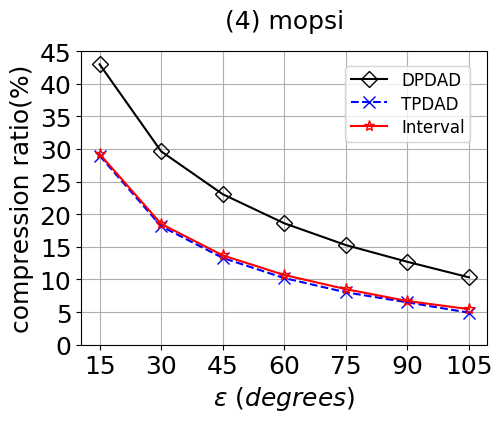 (4) mopsi
45
40
35
30
25
20
15
10
5
0
compression ratio(%)
DPDAD
TPDAD
Interval
15 30 45 60 75 90 105
ε (degrees)